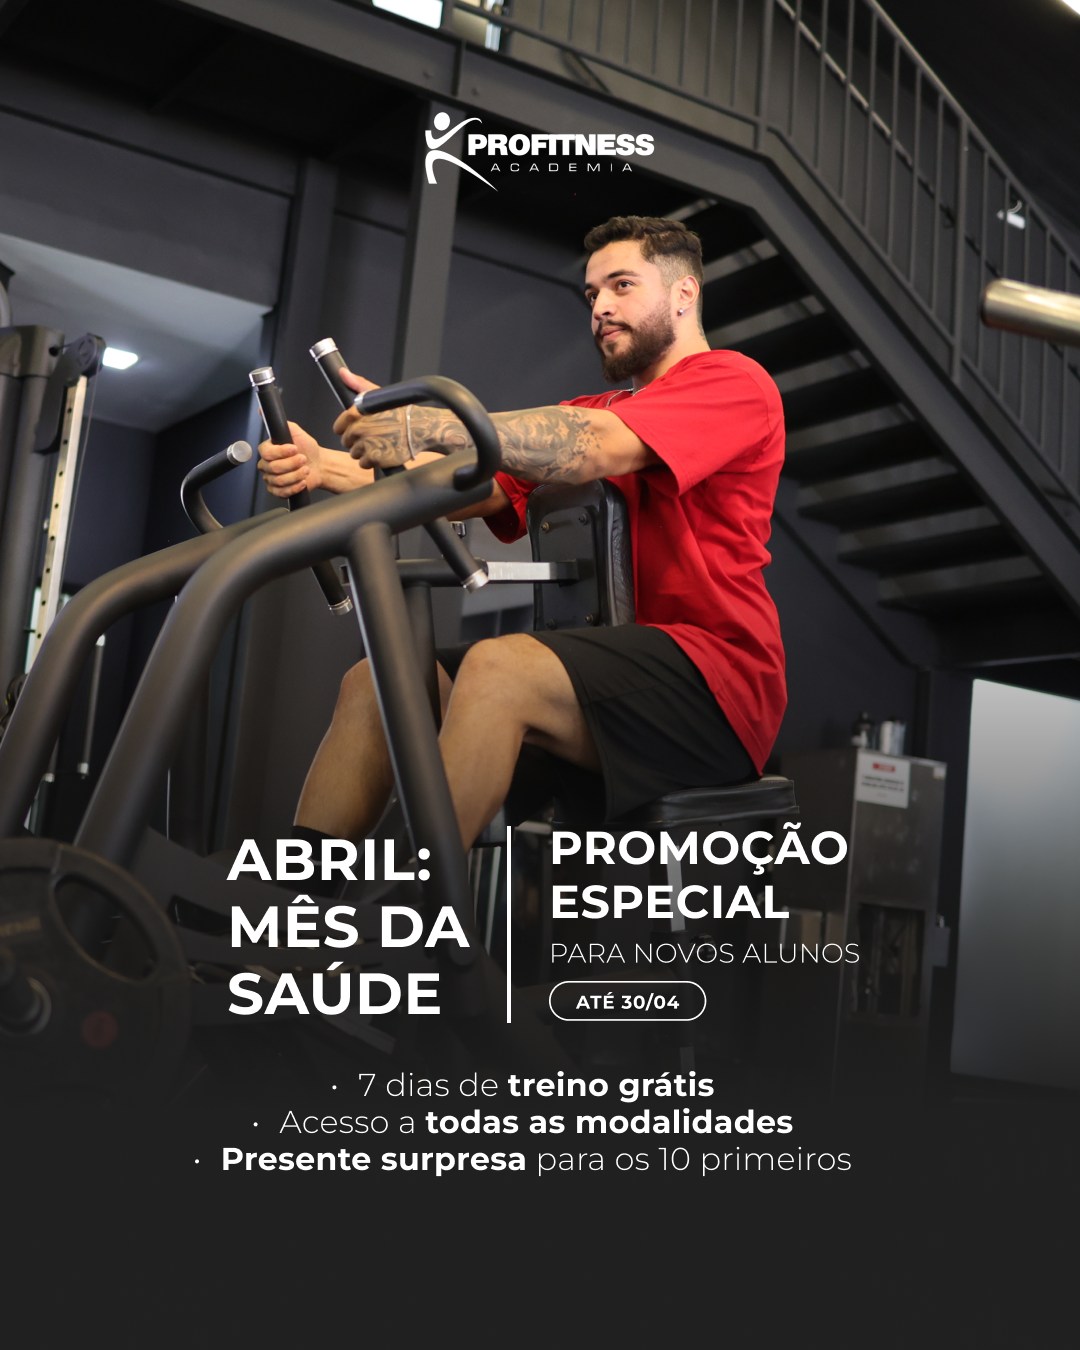 PROFITNESS
ACADEMIA
ABRIL:
MÊS DA
SAÚDE
PROMOÇÃO
ESPECIAL
PARA NOVOS ALUNOS
ATÉ 30/04
· 7 dias de treino grátis
· Acesso a todas as modalidades
· Presente surpresa para os 10 primeiros